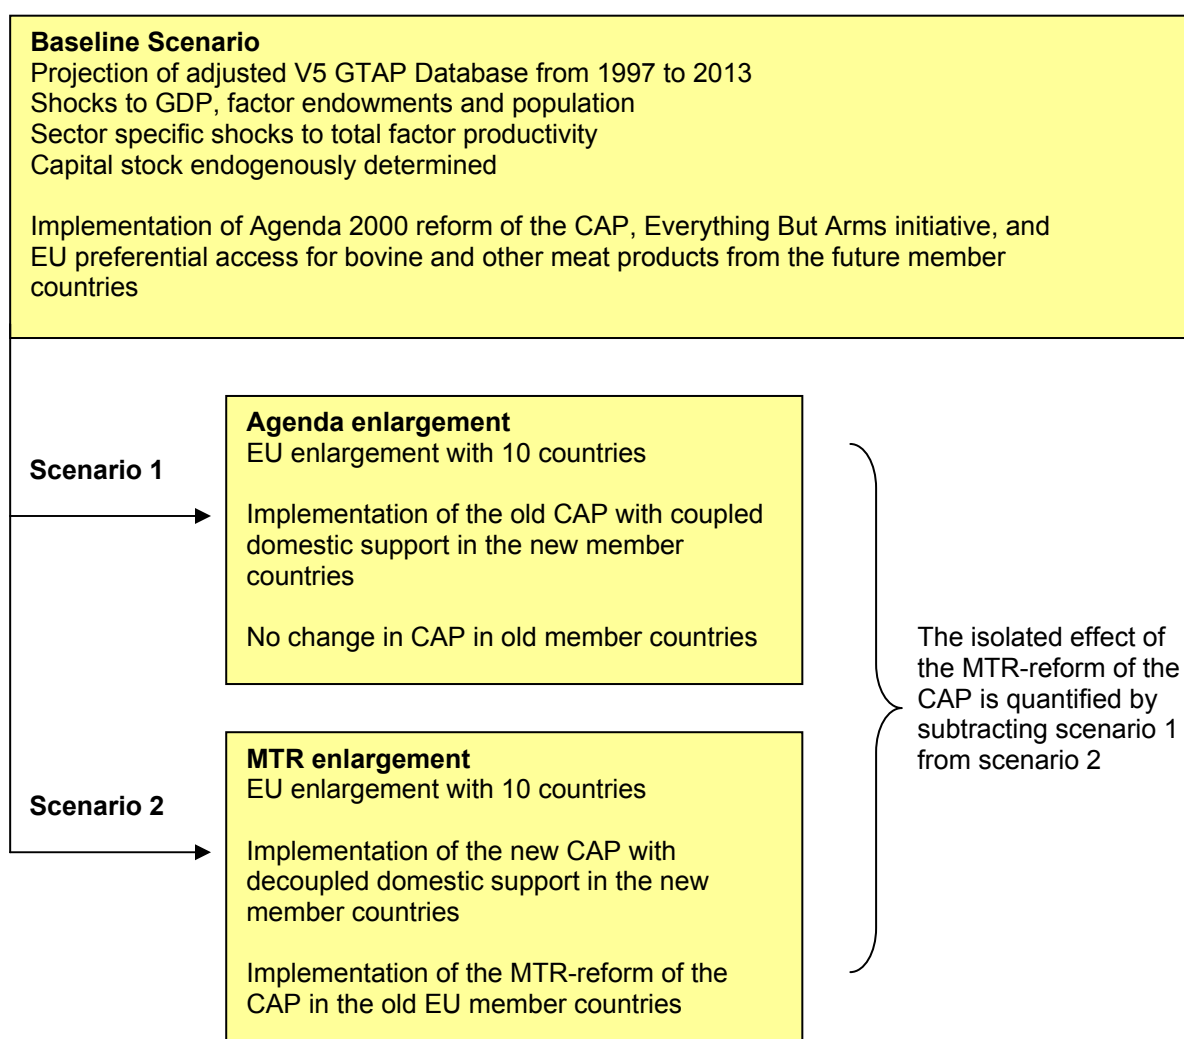 Baseline Scenario
Projection of adjusted V5 GTAP Database from 1997 to 2013
Shocks to GDP, factor endowments and population
Sector specific shocks to total factor productivity
Capital stock endogenously determined
Implementation of Agenda 2000 reform of the CAP, Everything But Arms initiative, and
EU preferential access for bovine and other meat products from the future member
countries
Scenario 1
Agenda enlargement
EU enlargement with 10 countries
Implementation of the old CAP with coupled
domestic support in the new member
countries
No change in CAP in old member countries
Scenario 2
MTR enlargement
EU enlargement with 10 countries
Implementation of the new CAP with
decoupled domestic support in the new
member countries
Implementation of the MTR-reform of the
CAP in the old EU member countries
The isolated effect of
the MTR-reform of the
CAP is quantified by
subtracting scenario 1
from scenario 2